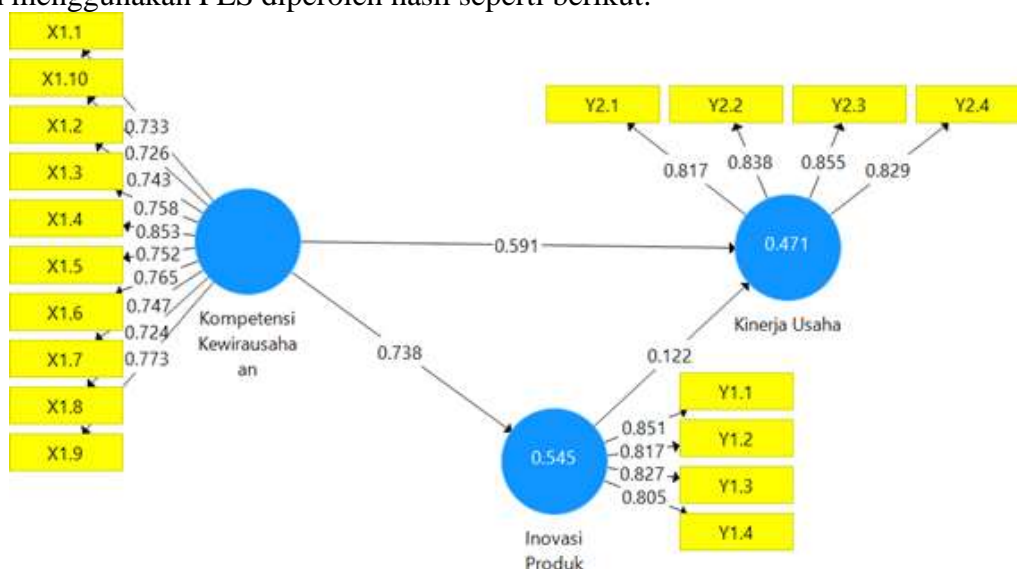 menggunakan PLS diperoleh hasil seperti berikut.
X1.1
X1.10
X1.2
X1.3
X1.4
X1.5
X1.6
X1.7
X1.8
X1.9
0.733
0.726
0.743
0.758
0.853
0.752
0.765
0.747
0.724
0.773
Kompetensi
Kewirausaha
an
0.591
0.738
Y2.1
Y2.2
Y2.3
Y2.4
0.817
0.838
0.855
0.829
0.471
Kinerja Usaha
0.122
0.545
Inovasi
Produk
0.851
0.817
0.827
0.805
Y1.1
Y1.2
Y1.3
Y1.4